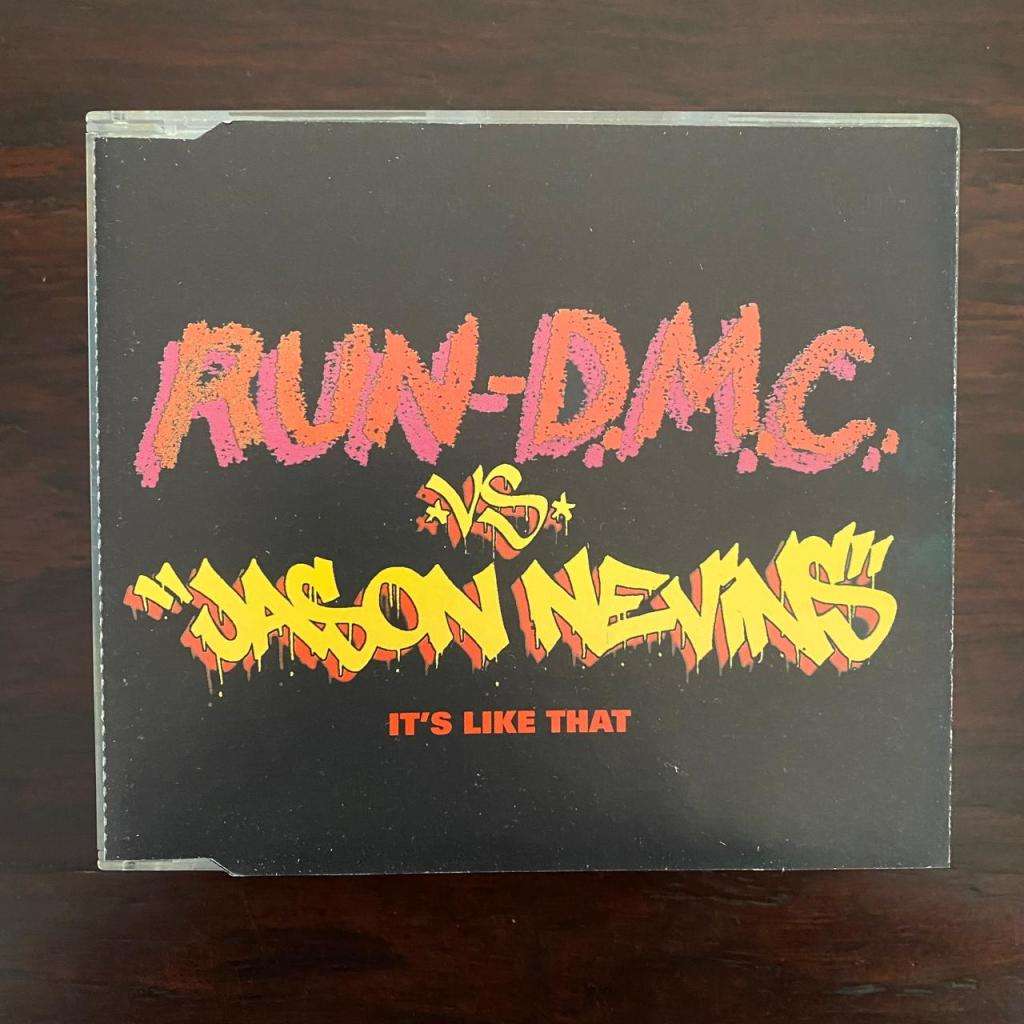 RUN-D.M.C.
*VS*
"JASON NEVINS"
IT'S LIKE THAT